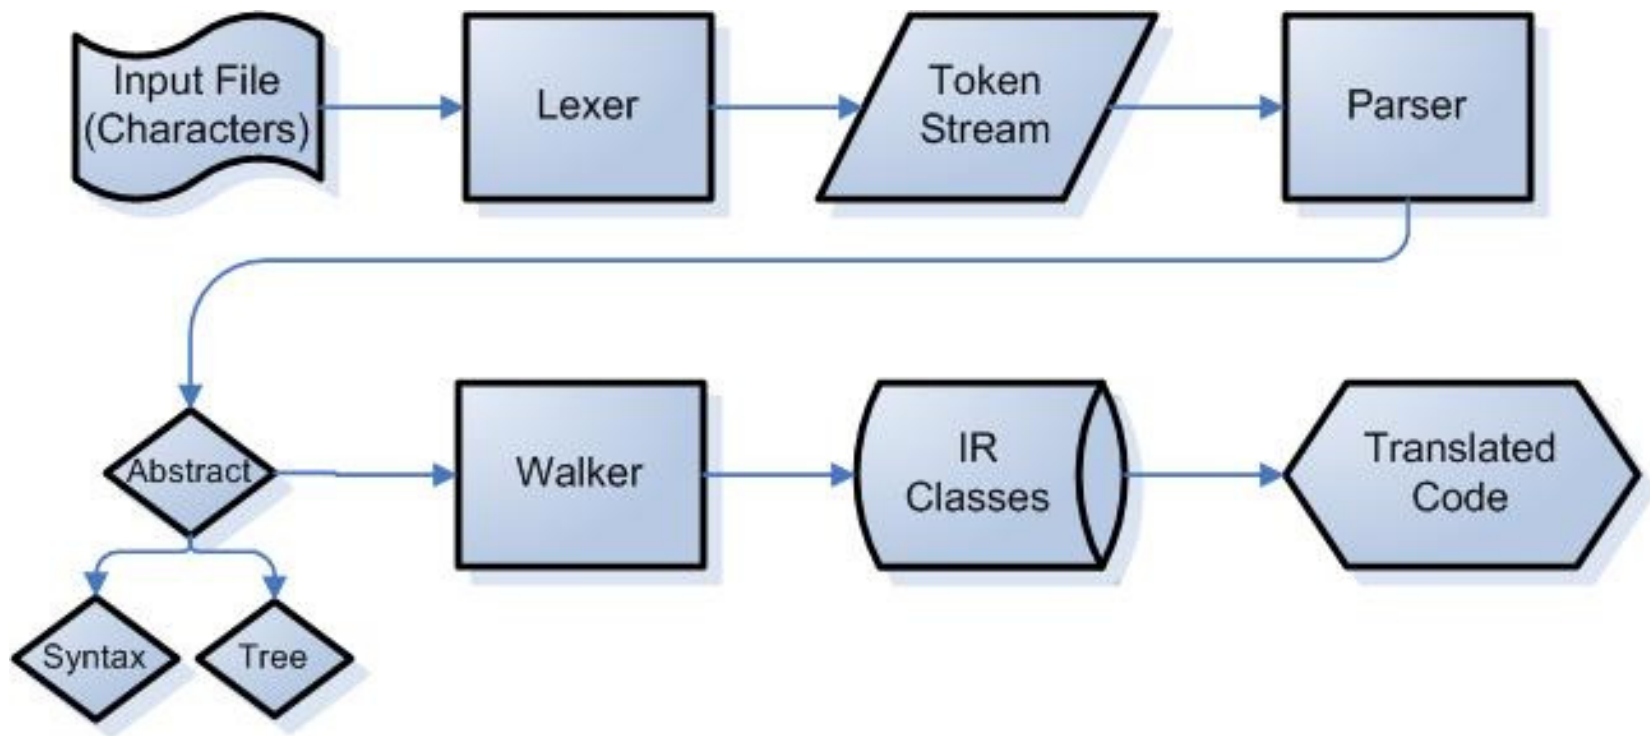 Input File
(Characters)
Lexer
Token
Stream
Parser
Abstract
Walker
IR
Classes
Translated
Code
Syntax
Tree